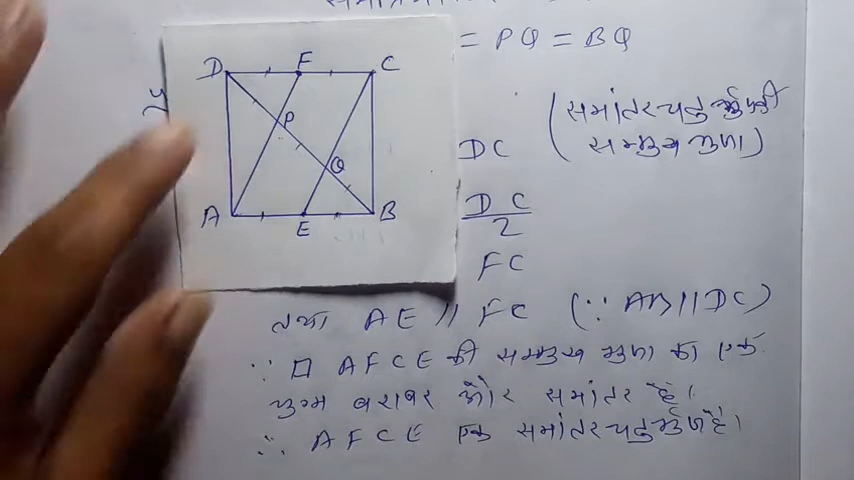 = PQ = BQ
D F C
P
Q
A E B
DC (समांतर चतुर्भुज की
सम्मुख भुजा)
DC
2
FC
तथा AE // FC (∵ AB // DC)
∵ □ AFCE की सम्मुख भुजा का एक
युग्म बराबर और समांतर है।
∴ AFCE एक समांतर चतुर्भुज है।